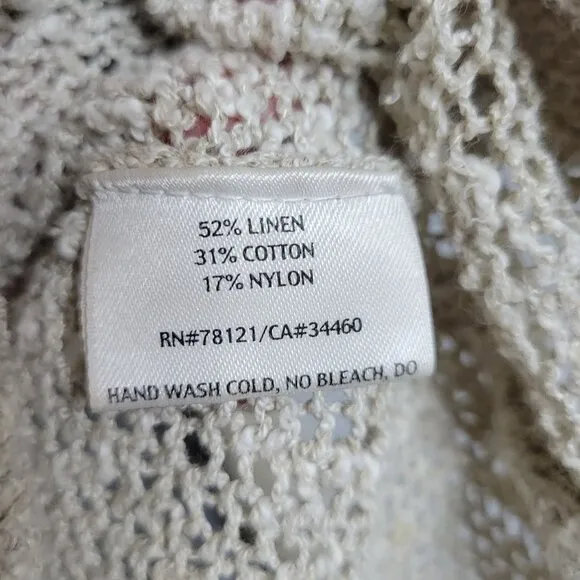 52% LINEN
31% COTTON
17% NYLON
RN#78121/CA#34460
HAND WASH COLD, NO BLEACH, DO